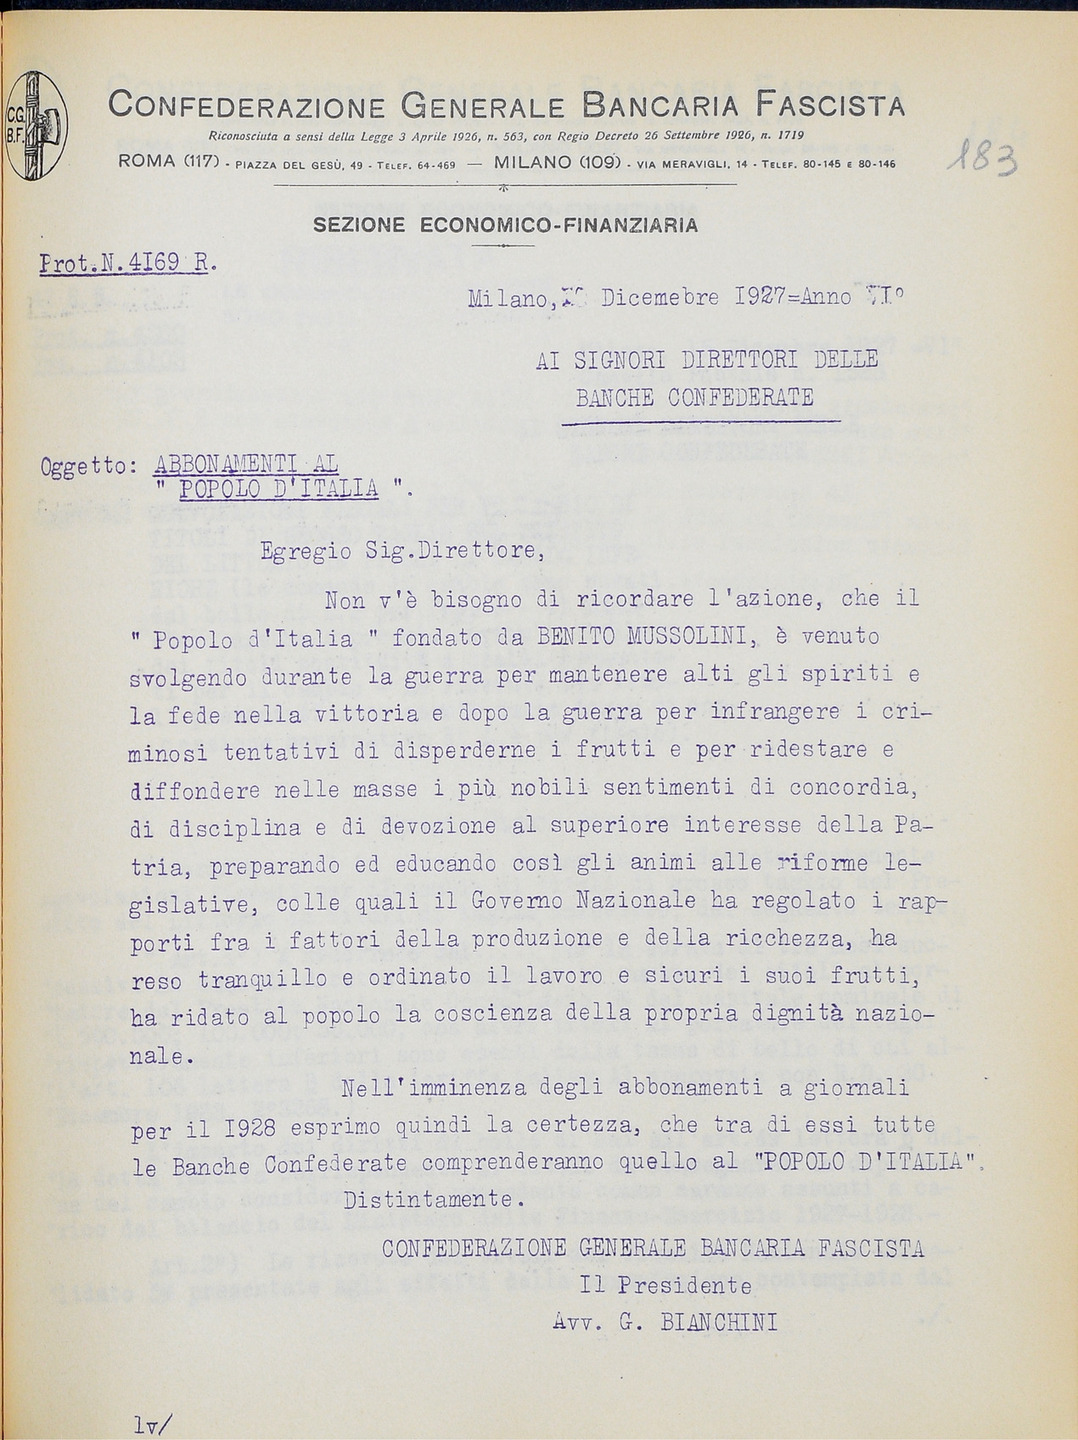 C.G.
B.F.
CONFEDERAZIONE GENERALE BANCARIA FASCISTA
Riconosciuta a sensi della Legge 3 Aprile 1926, n. 563, con Regio Decreto 26 Settembre 1926, n. 1719
ROMA (117) - PIAZZA DEL GESÙ, 49 - TELEF. 64-469 — MILANO (109) - VIA MERAVIGLI, 14 - TELEF. 80-145 E 80-146
183
SEZIONE ECONOMICO-FINANZIARIA
Prot.N.4I69 R.
Milano, Dicemebre I927=Anno VI°
AI SIGNORI DIRETTORI DELLE
BANCHE CONFEDERATE
Oggetto: ABBONAMENTI AL
" POPOLO D'ITALIA ".
Egregio Sig.Direttore,
Non v'è bisogno di ricordare l'azione, che il
" Popolo d'Italia " fondato da BENITO MUSSOLINI, è venuto
svolgendo durante la guerra per mantenere alti gli spiriti e
la fede nella vittoria e dopo la guerra per infrangere i cri-
minosi tentativi di disperderne i frutti e per ridestare e
diffondere nelle masse i più nobili sentimenti di concordia,
di disciplina e di devozione al superiore interesse della Pa-
tria, preparando ed educando così gli animi alle riforme le-
gislative, colle quali il Governo Nazionale ha regolato i rap-
porti fra i fattori della produzione e della ricchezza, ha
reso tranquillo e ordinato il lavoro e sicuri i suoi frutti,
ha ridato al popolo la coscienza della propria dignità nazio-
nale.
Nell'imminenza degli abbonamenti a giornali
per il I928 esprimo quindi la certezza, che tra di essi tutte
le Banche Confederate comprenderanno quello al "POPOLO D'ITALIA".
Distintamente.
CONFEDERAZIONE GENERALE BANCARIA FASCISTA
Il Presidente
Avv. G. BIANCHINI
lv/